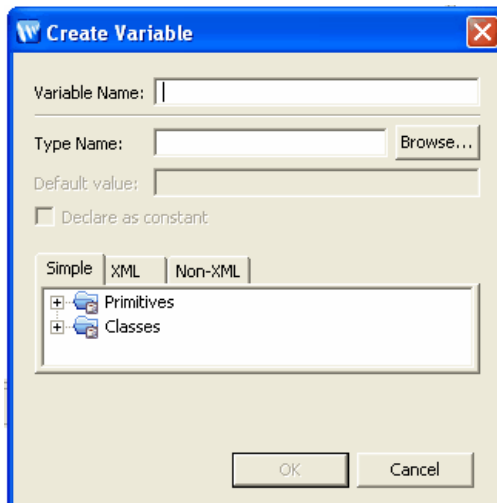 Create Variable
Variable Name:
Type Name:
Browse...
Default value:
Declare as constant
Simple XML Non-XML
Primitives
Classes
OK Cancel